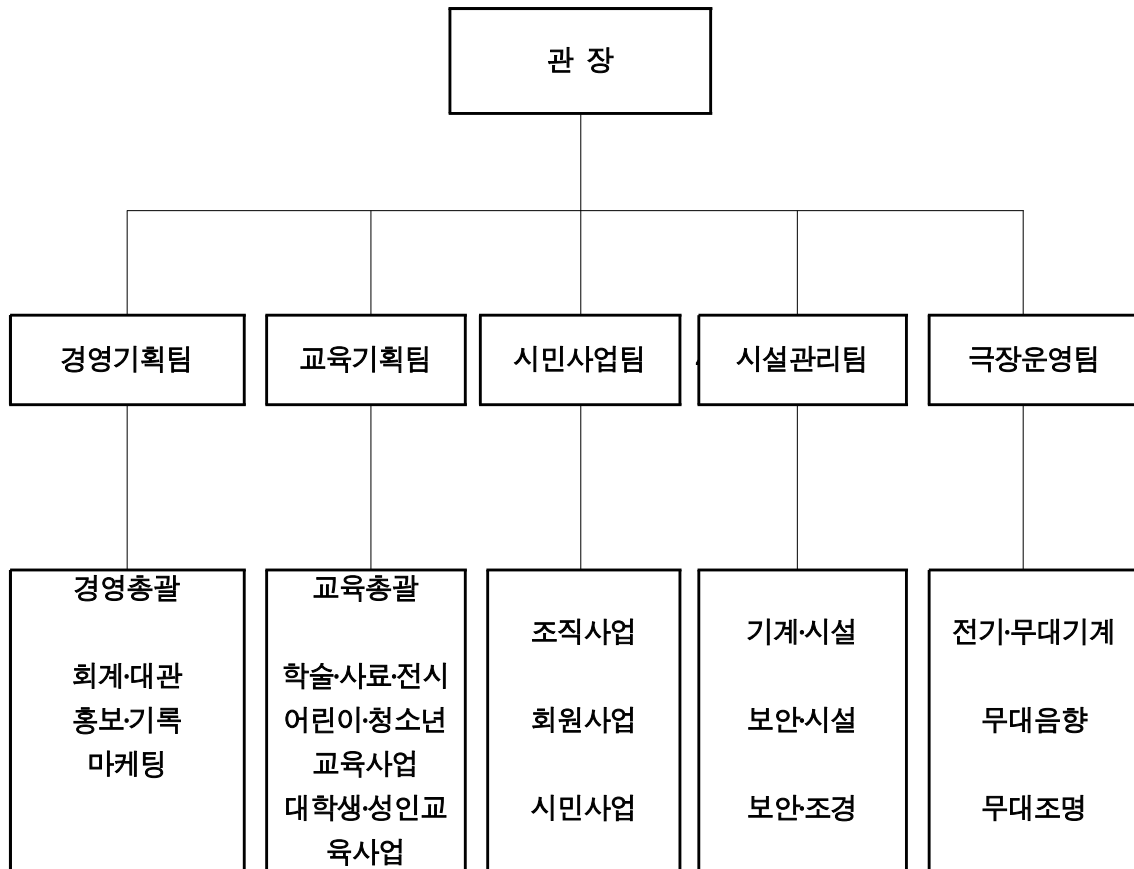 관 장
경영기획팀
교육기획팀
시민사업팀
시설관리팀
극장운영팀
경영총괄
회계·대관
홍보·기록
마케팅
교육총괄
학술·사료·전시
어린이·청소년
교육사업
대학생·성인교
육사업
조직사업
회원사업
시민사업
기계·시설
보안·시설
보안·조경
전기·무대기계
무대음향
무대조명